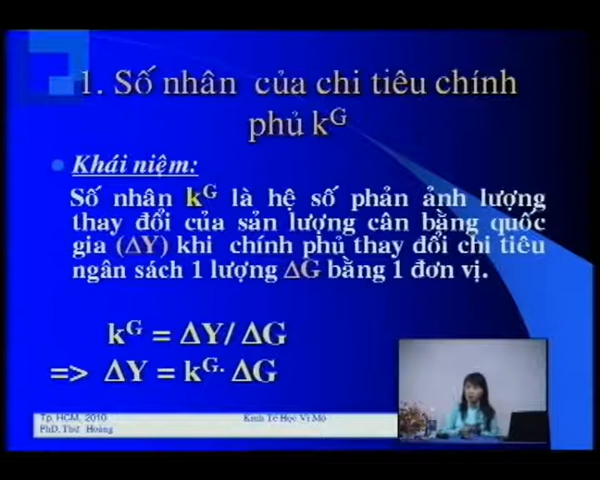 1. Số nhân của chi tiêu chính
phủ kG
Khái niệm:
Số nhân kG là hệ số phản ảnh lượng
thay đổi của sản lượng cân bằng quốc
gia (ΔY) khi chính phủ thay đổi chi tiêu
ngân sách 1 lượng ΔG bằng 1 đơn vị.
kG = ΔY/ ΔG
=> ΔY = kG. ΔG
Tp. HCM, 2010
Kinh Tế Học Vĩ Mô
PhD. Thư Hoàng